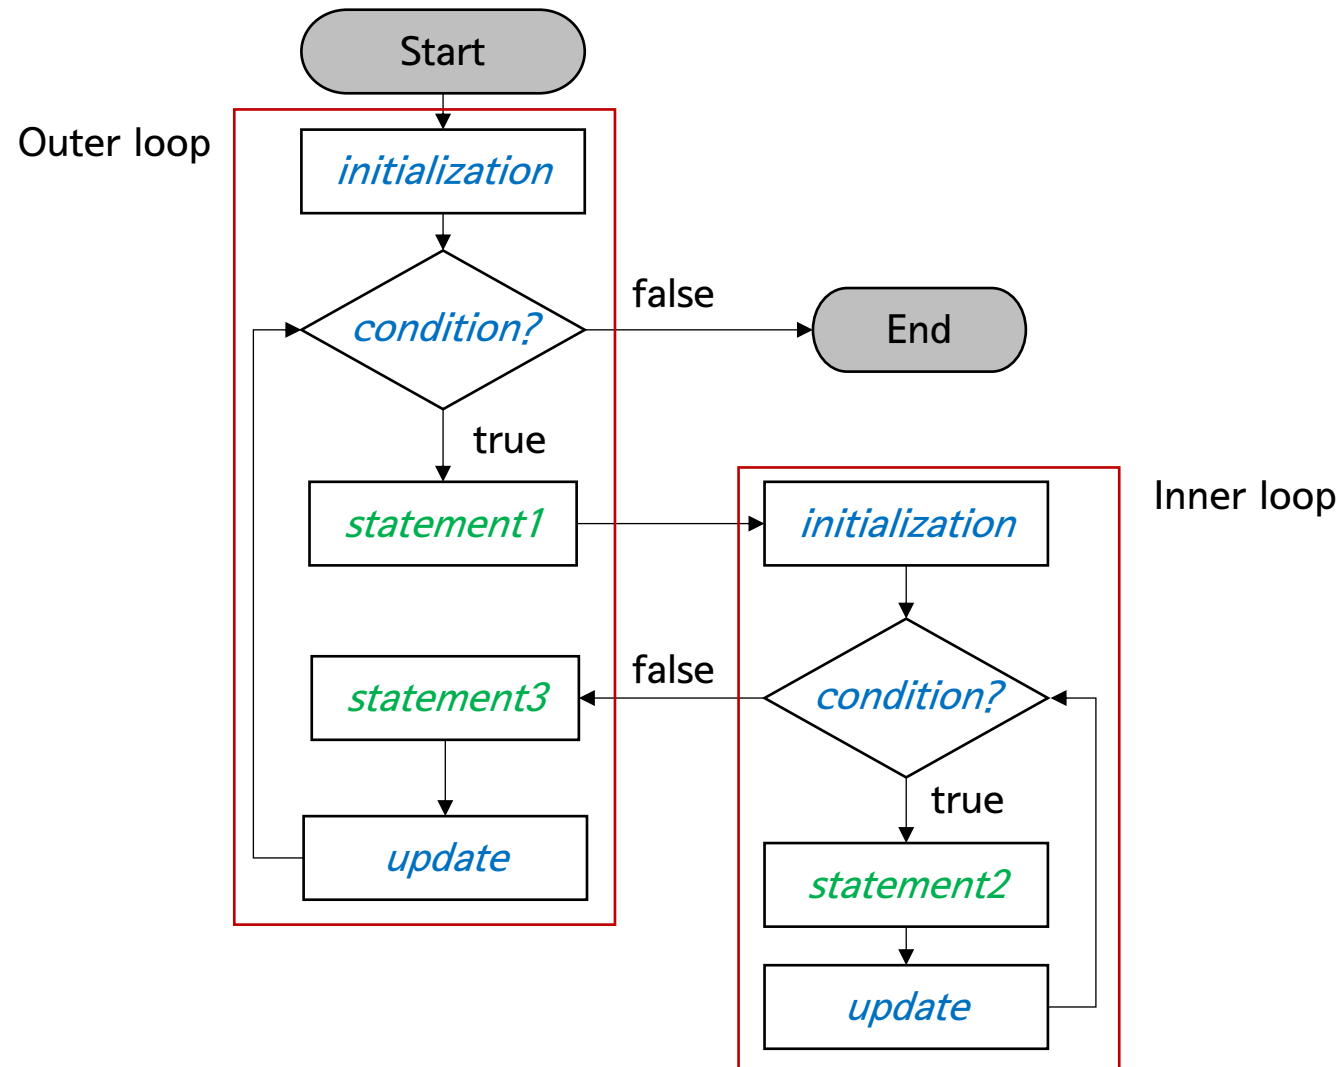 Start
Outer loop
initialization
condition?
false
End
true
statement1
initialization
Inner loop
statement3
false
condition?
true
update
statement2
update